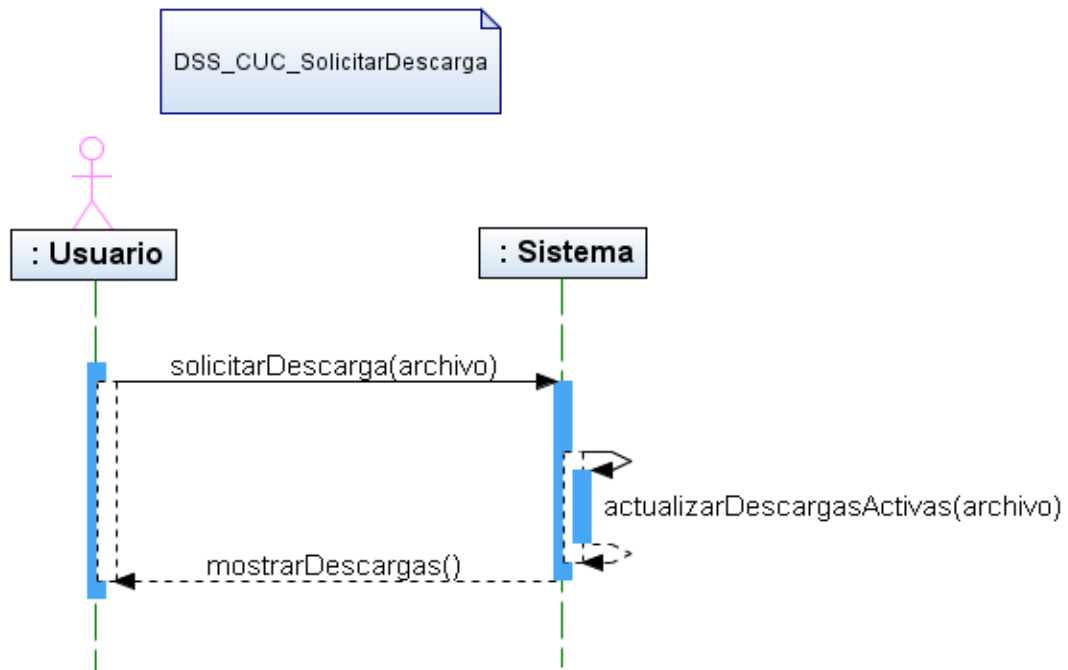 DSS_CUC_SolicitarDescarga
: Usuario
: Sistema
solicitarDescarga(archivo)
actualizarDescargasActivas(archivo)
mostrarDescargas()